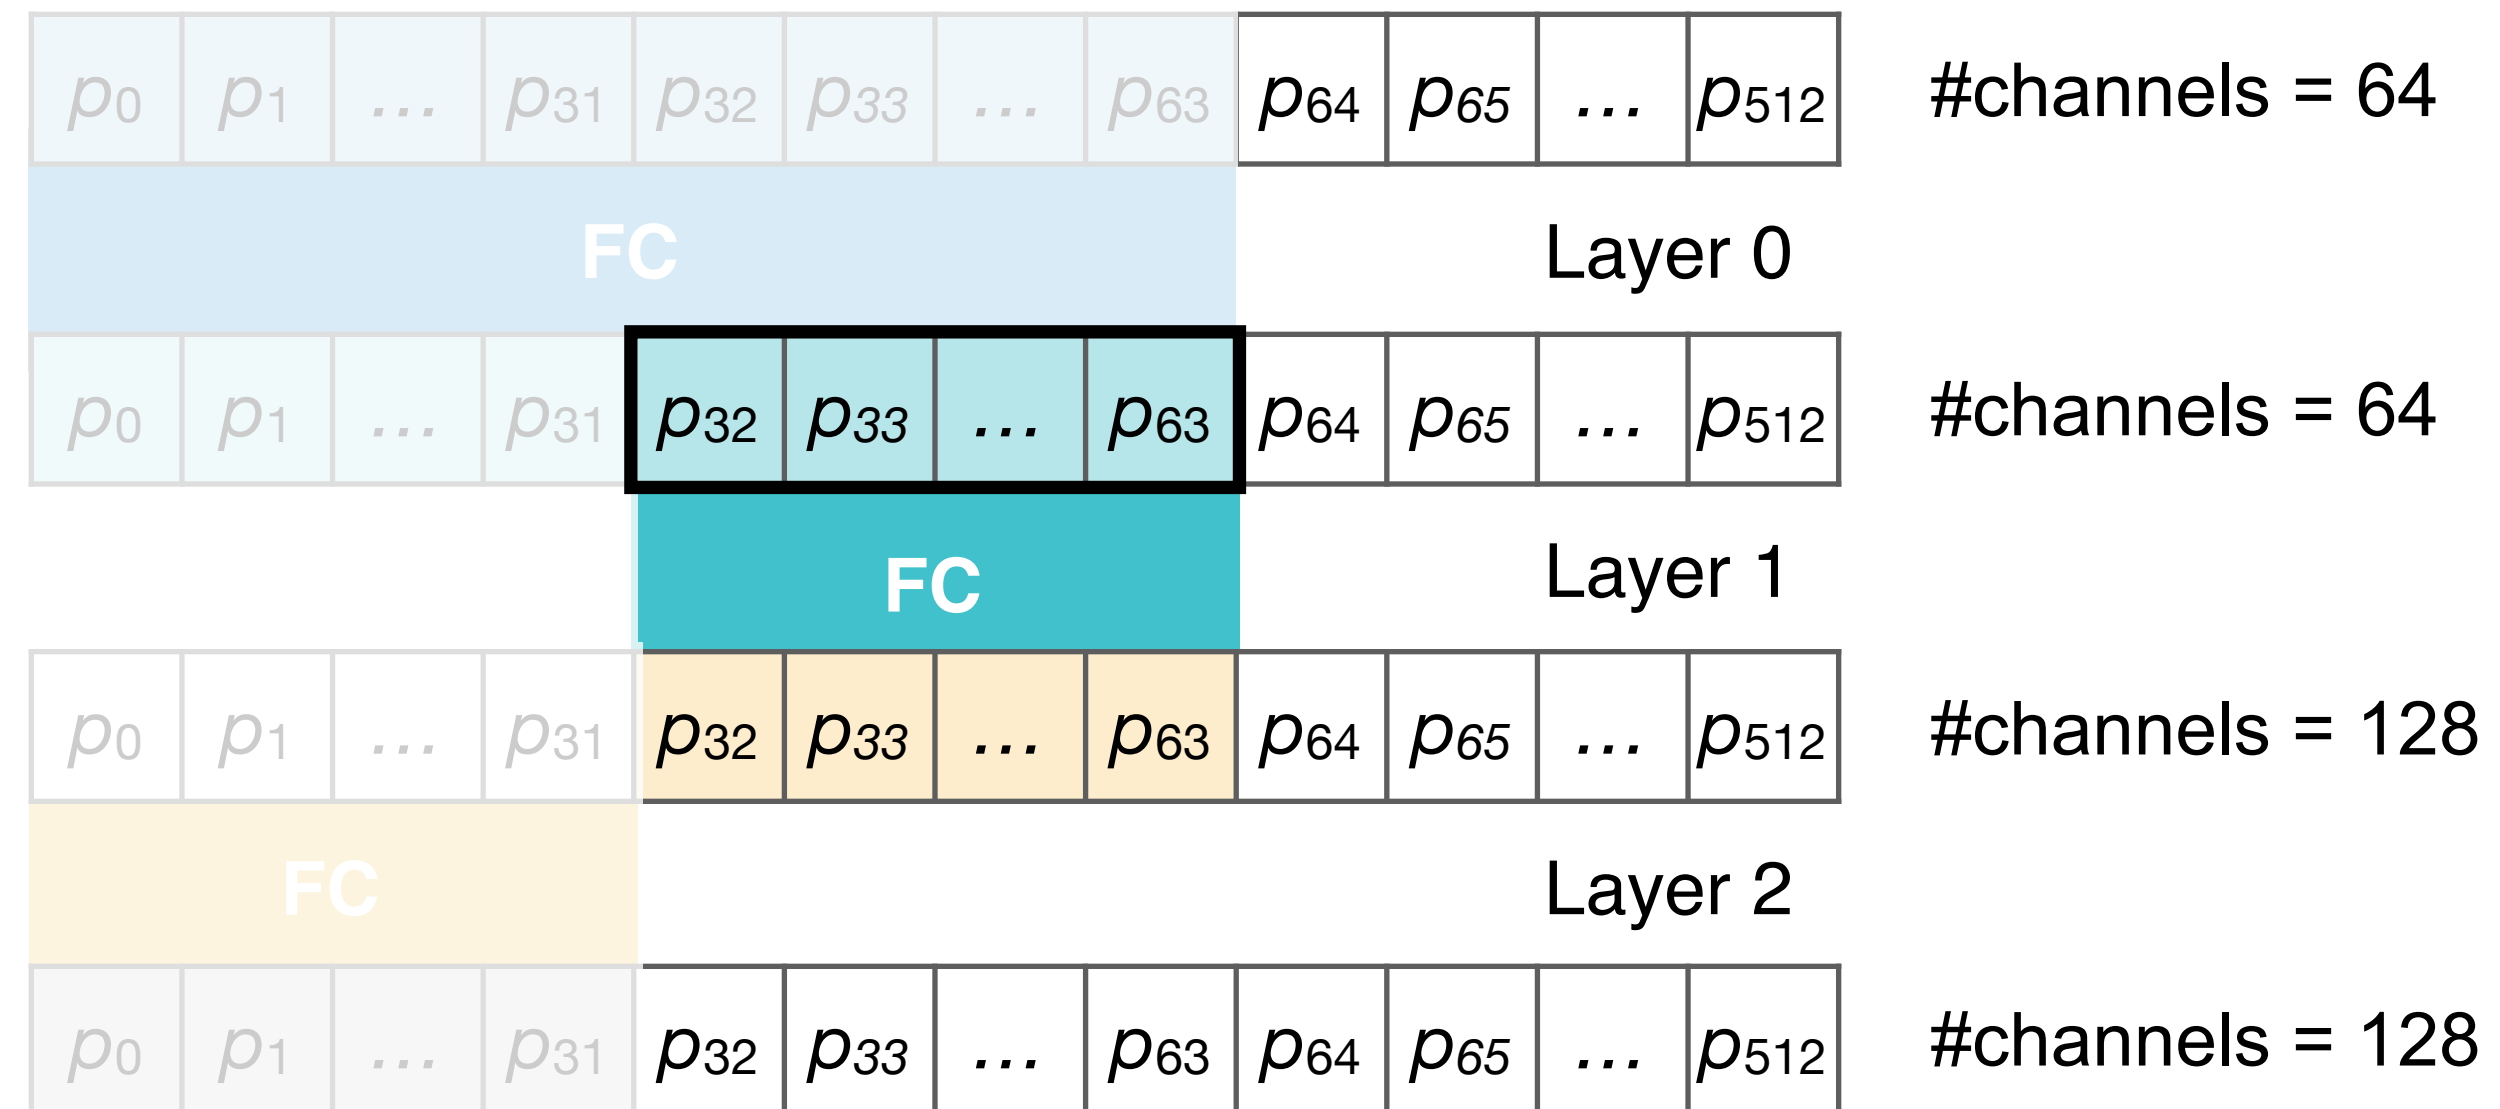 p0 p1 ... p31 p32 p33 ... p63 p64 p65 ... p512 #channels = 64
FC Layer 0
p0 p1 ... p31 p32 p33 ... p63 p64 p65 ... p512 #channels = 64
FC Layer 1
p0 p1 ... p31 p32 p33 ... p63 p64 p65 ... p512 #channels = 128
FC Layer 2
p0 p1 ... p31 p32 p33 ... p63 p64 p65 ... p512 #channels = 128